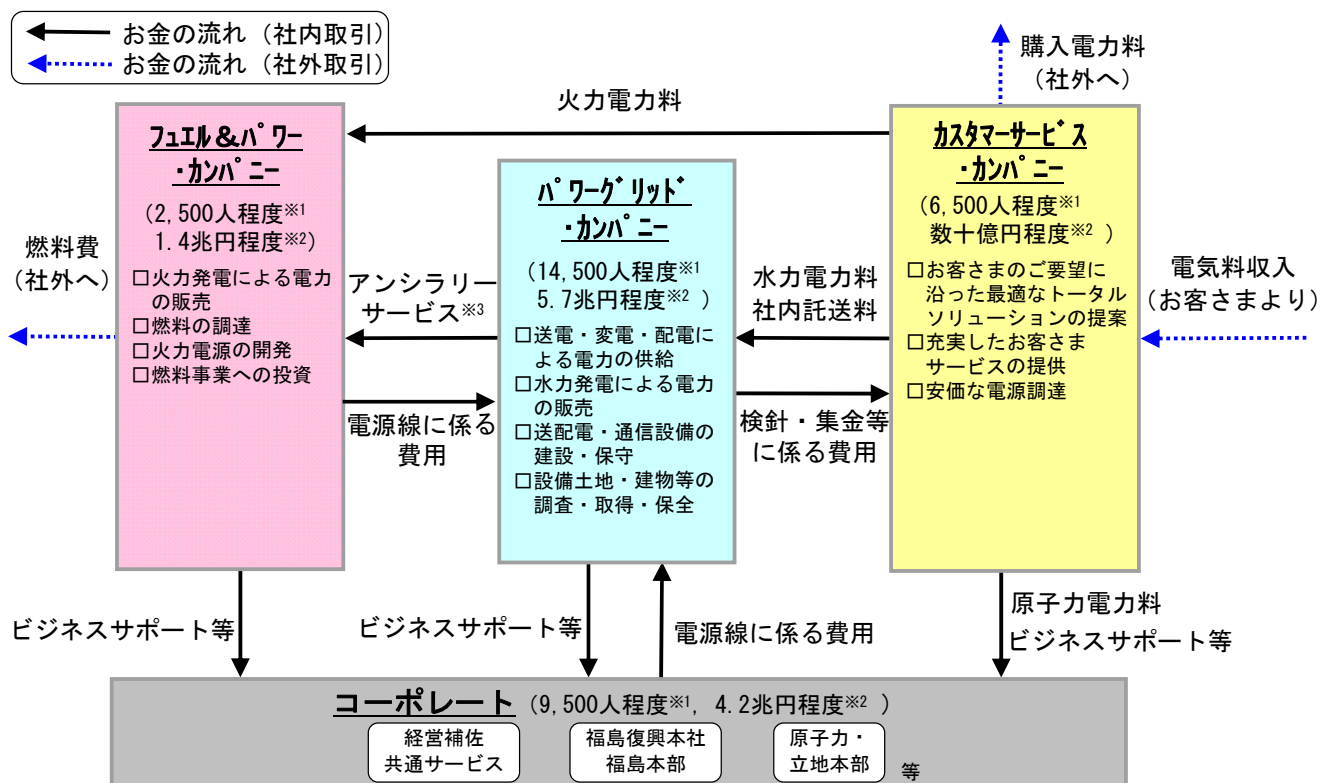 お金の流れ（社内取引）
お金の流れ（社外取引）
購入電力料
（社外へ）
火力電力料
フュエル＆パワー
・カンパニー
（2,500人程度※1
1.4兆円程度※2）
□火力発電による電力
の販売
□燃料の調達
□火力電源の開発
□燃料事業への投資
燃料費
（社外へ）
アンシラリー
サービス※3
電源線に係る
費用
パワーグリッド
・カンパニー
（14,500人程度※1
5.7兆円程度※2 ）
□送電・変電・配電に
よる電力の供給
□水力発電による電力
の販売
□送配電・通信設備の
建設・保守
□設備土地・建物等の
調査・取得・保全
水力電力料
社内託送料
検針・集金等
に係る費用
カスタマーサービス
・カンパニー
（6,500人程度※1
数十億円程度※2 ）
□お客さまのご要望に
沿った最適なトータル
ソリューションの提案
□充実したお客さま
サービスの提供
□安価な電源調達
電気料収入
（お客さまより）
ビジネスサポート等
ビジネスサポート等
電源線に係る費用
原子力電力料
ビジネスサポート等
コーポレート（9,500人程度※1, 4.2兆円程度※2 ）
経営補佐
共通サービス
福島復興本社
福島本部
原子力・
立地本部
等